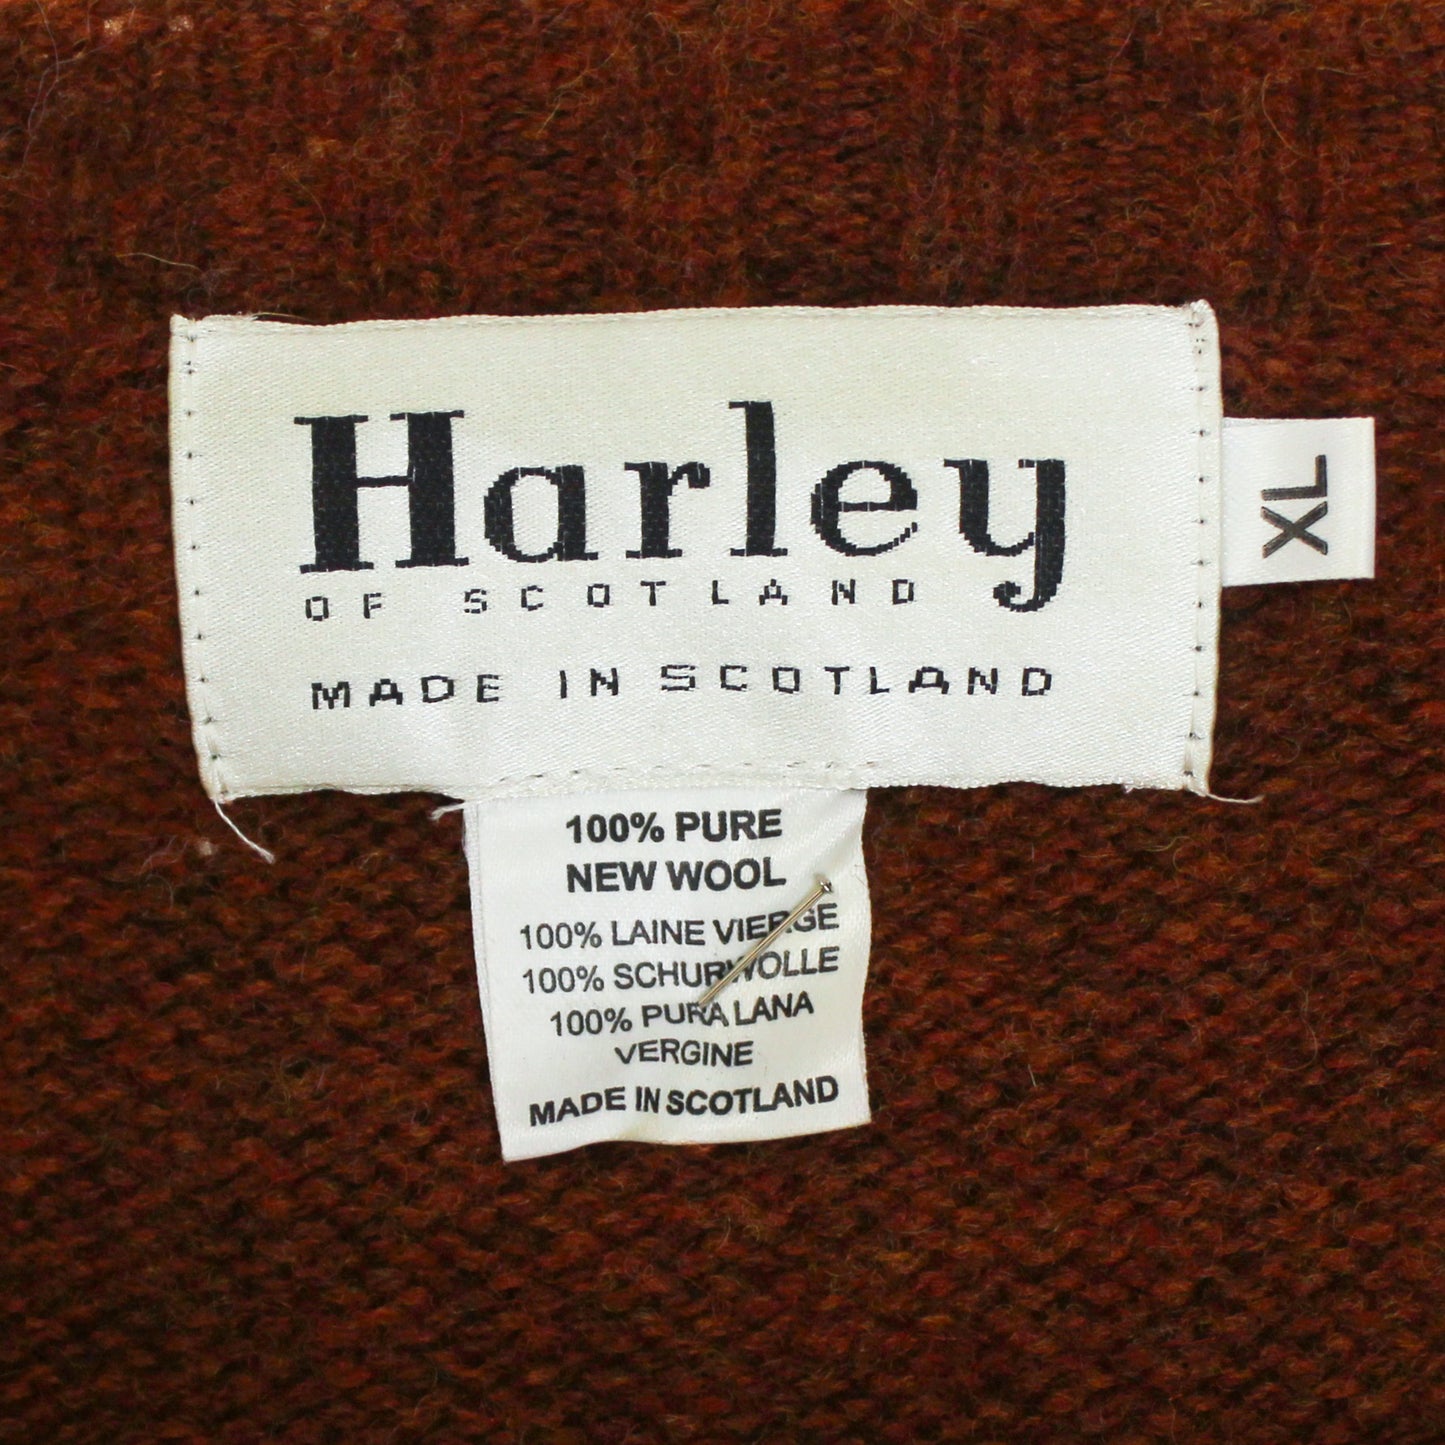 Harley
OF SCOTLAND
MADE IN SCOTLAND
XL
100% PURE
NEW WOOL
100% LAINE VIERGE
100% SCHURWOLLE
100% PURA LANA
VERGINE
MADE IN SCOTLAND